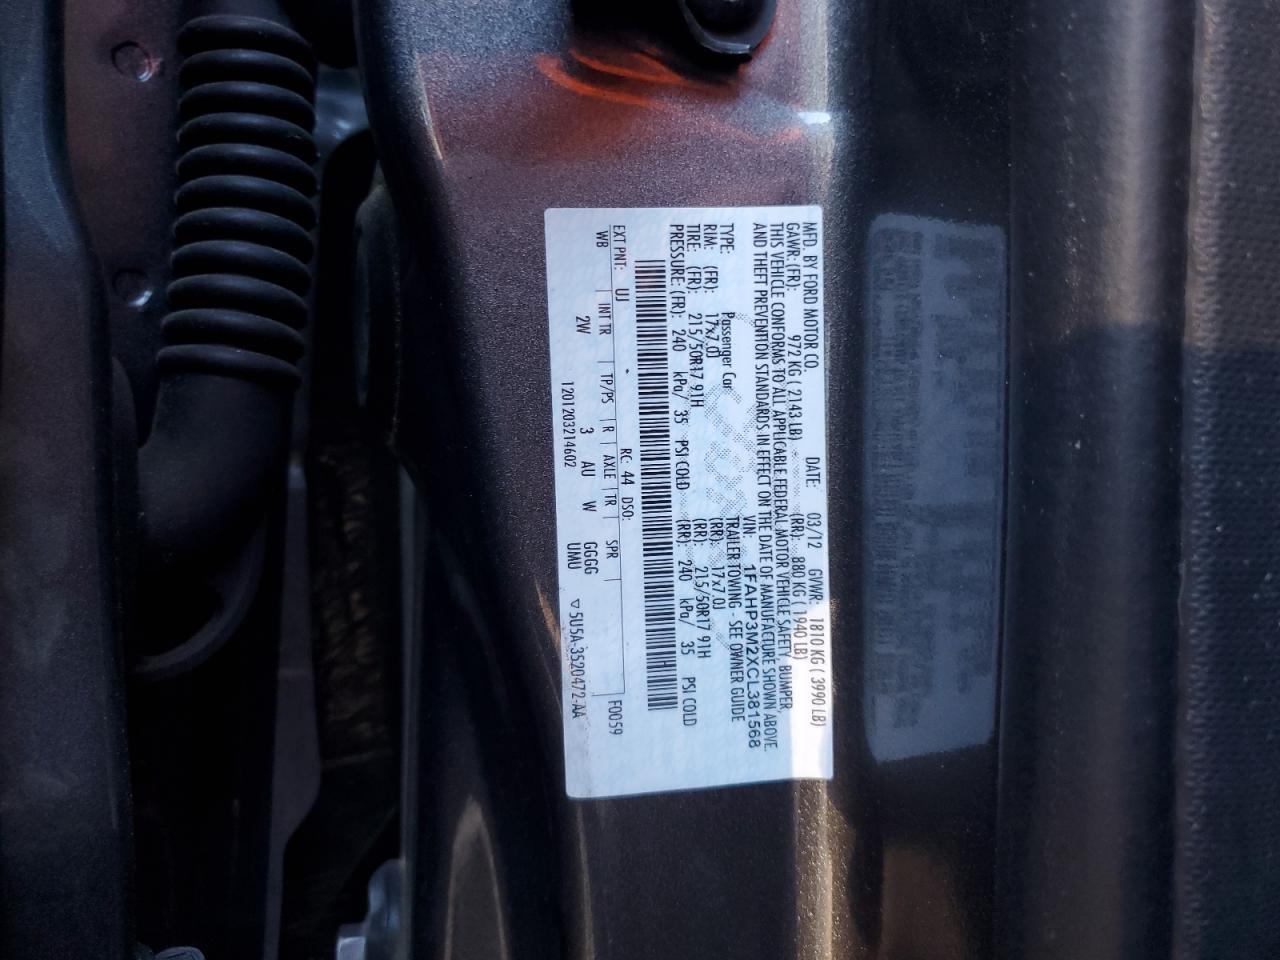 MFD. BY FORD MOTOR CO. DATE: 03/12 GVWR: 1810 KG ( 3990 LB)
GAWR: (FR): 972 KG ( 2143 LB) (RR): 880 KG ( 1940 LB)
THIS VEHICLE CONFORMS TO ALL APPLICABLE FEDERAL MOTOR VEHICLE SAFETY, BUMPER,
AND THEFT PREVENTION STANDARDS IN EFFECT ON THE DATE OF MANUFACTURE SHOWN ABOVE.
VIN: 1FAHP3M2XCL381568
TYPE: Passenger Car TRAILER TOWING - SEE OWNER GUIDE
RIM: (FR): 17x7.0J (RR): 17x7.0J
TIRE: (FR): 215/50R17 91H (RR): 215/50R17 91H
PRESSURE: (FR): 240 kPa/ 35 PSI COLD (RR): 240 kPa/ 35 PSI COLD
EXT PNT: UJ RC: 44 DSO: F0059
WB INT TR TP/PS R AXLE TR SPR
2W 3 AU W GGGG
UMU
1201203214602 ▽5U5A-3520472-AA